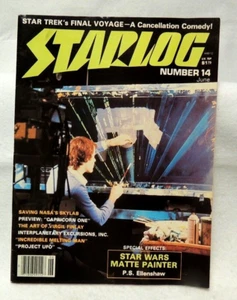 STAR TREK'S FINAL VOYAGE—A Cancellation Comedy!
STARLOG
NUMBER 14
June
SAVING NASA'S SKYLAB
PREVIEW: "CAPRICORN ONE"
THE ART OF VIRGIL FINLAY
INTERPLANETARY EXCURSIONS, INC.
"INCREDIBLE MELTING MAN"
"PROJECT UFO"
SPECIAL EFFECTS:
STAR WARS
MATTE PAINTER
P.S. Ellenshaw